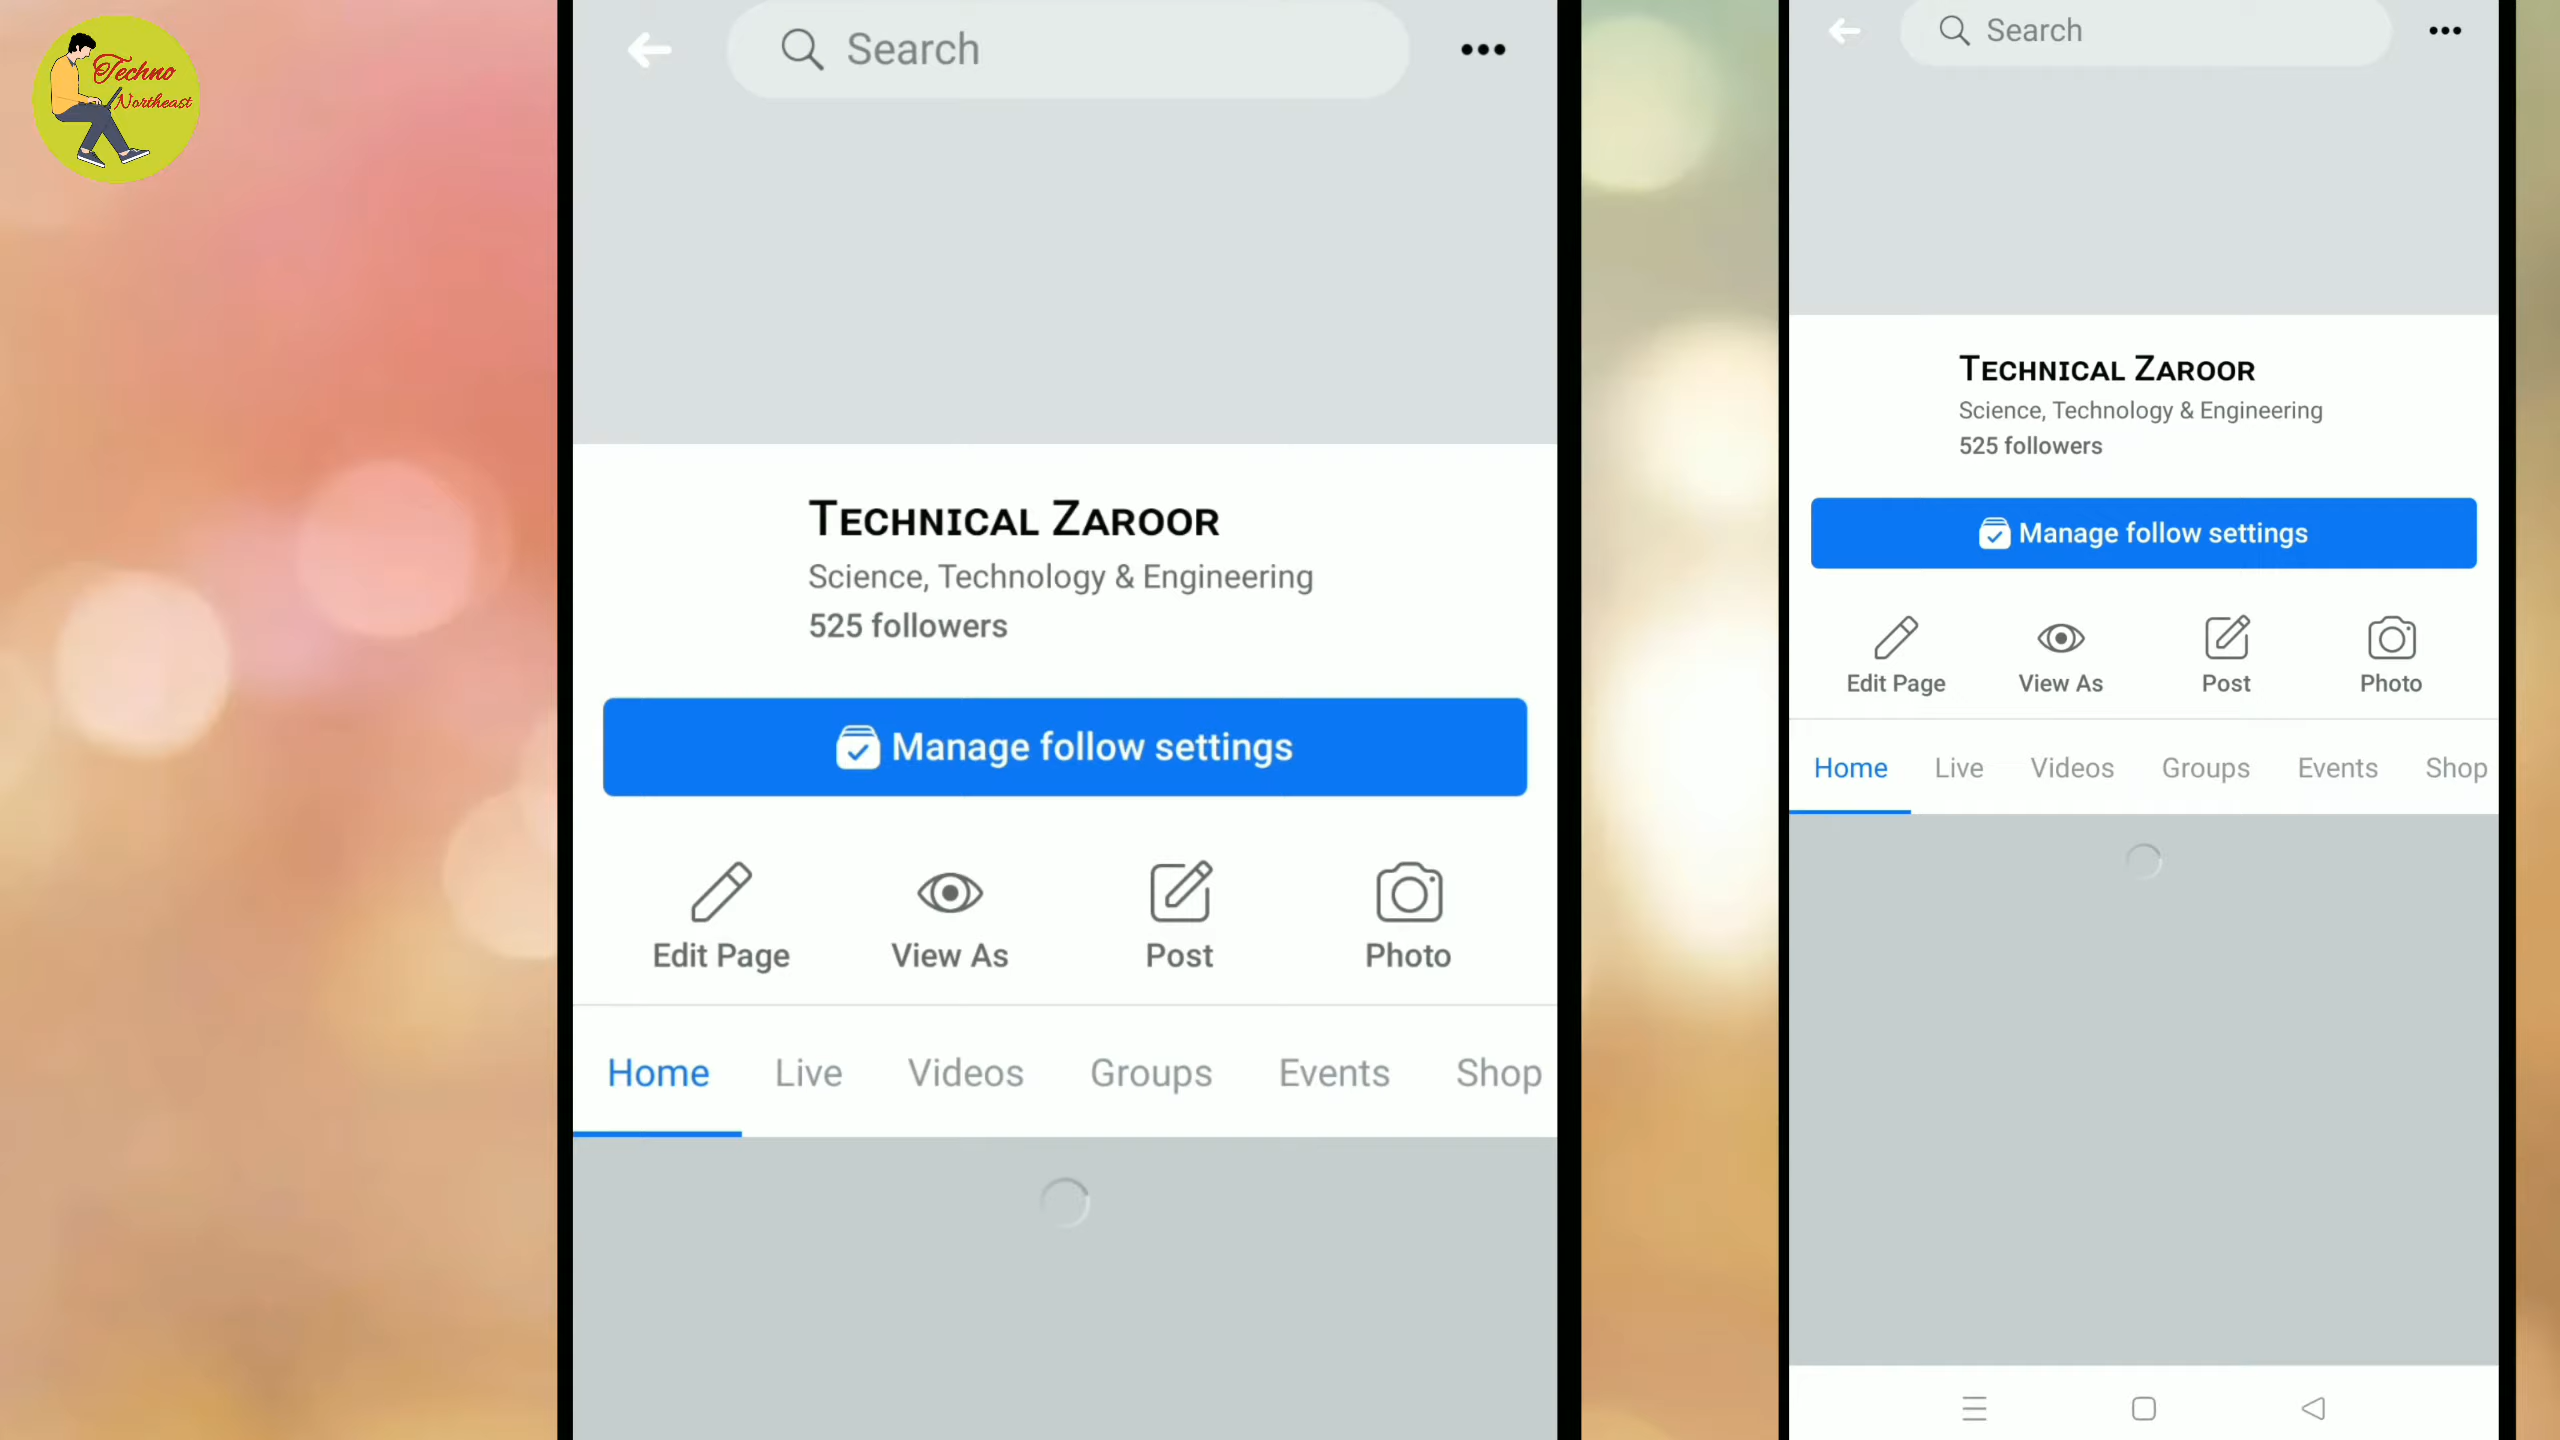 Techno
Northeast
Search
Technical Zaroor
Science, Technology & Engineering
525 followers
Manage follow settings
Edit Page View As Post Photo
Home Live Videos Groups Events Shop
Search
Technical Zaroor
Science, Technology & Engineering
525 followers
Manage follow settings
Edit Page View As Post Photo
Home Live Videos Groups Events Shop